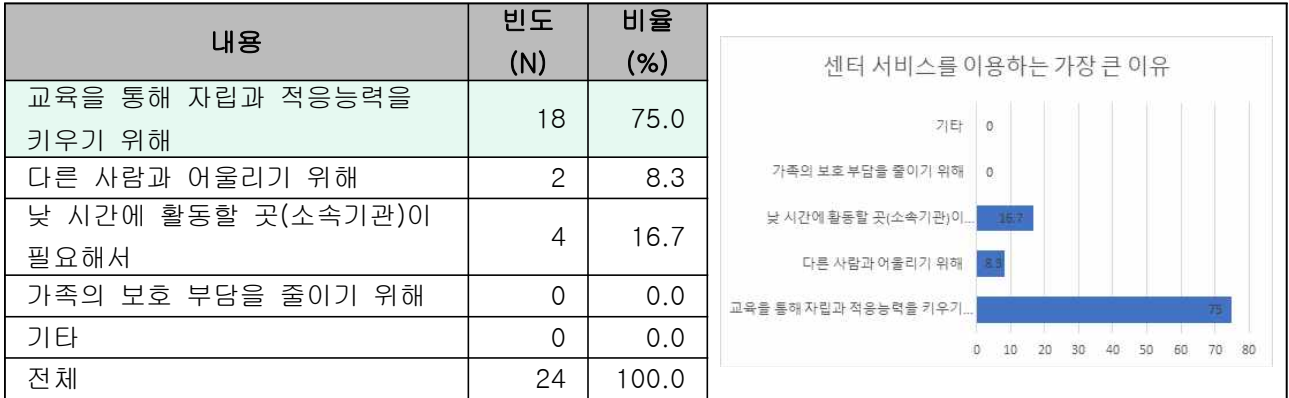 내용 빈도 (N) 비율 (%)
교육을 통해 자립과 적응능력을
키우기 위해 18 75.0
다른 사람과 어울리기 위해 2 8.3
낮 시간에 활동할 곳(소속기관)이
필요해서 4 16.7
가족의 보호 부담을 줄이기 위해 0 0.0
기타 0 0.0
전체 24 100.0
센터 서비스를 이용하는 가장 큰 이유
기타 0
가족의 보호 부담을 줄이기 위해 0
낮 시간에 활동할 곳(소속기관)이... 16.7
다른 사람과 어울리기 위해 8.3
교육을 통해 자립과 적응능력을 키우기... 75
0 10 20 30 40 50 60 70 80